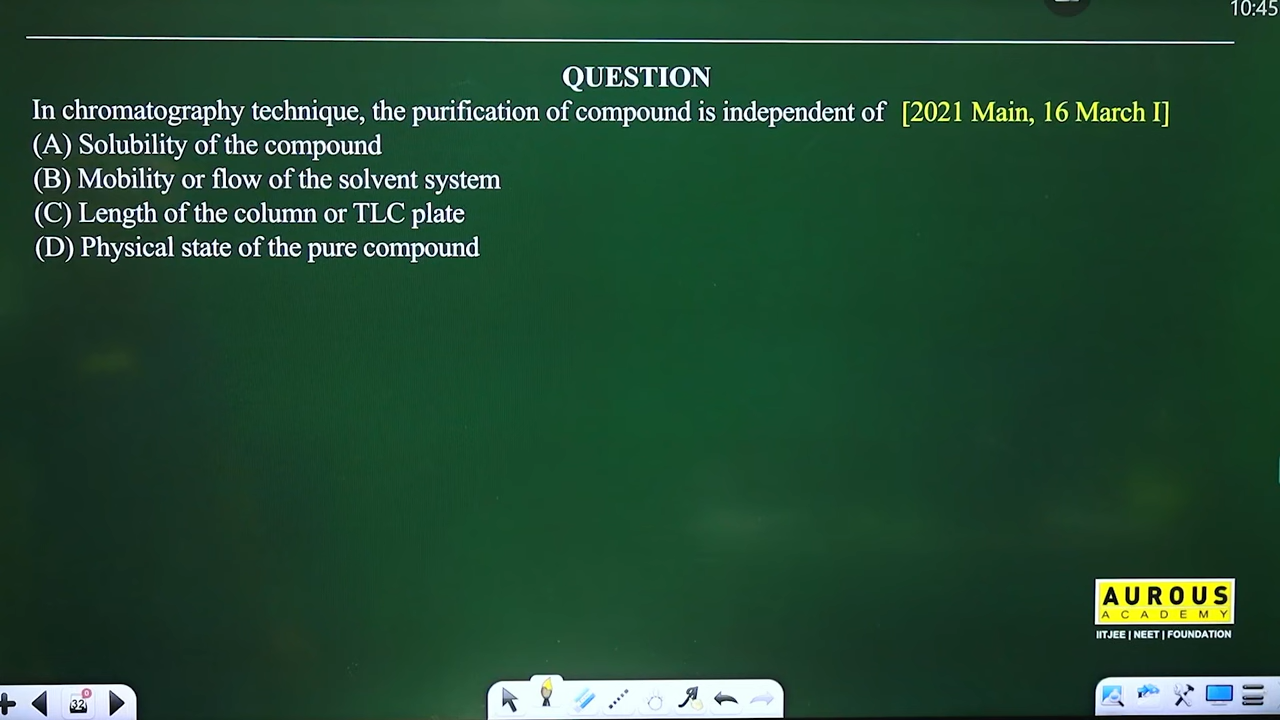 10:45
QUESTION
In chromatography technique, the purification of compound is independent of [2021 Main, 16 March I]
(A) Solubility of the compound
(B) Mobility or flow of the solvent system
(C) Length of the column or TLC plate
(D) Physical state of the pure compound
AUROUS
ACADEMY
IITJEE | NEET | FOUNDATION
32
0